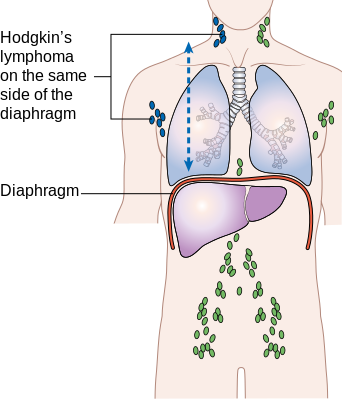 Hodgkin’s
lymphoma
on the same
side of the
diaphragm
Diaphragm